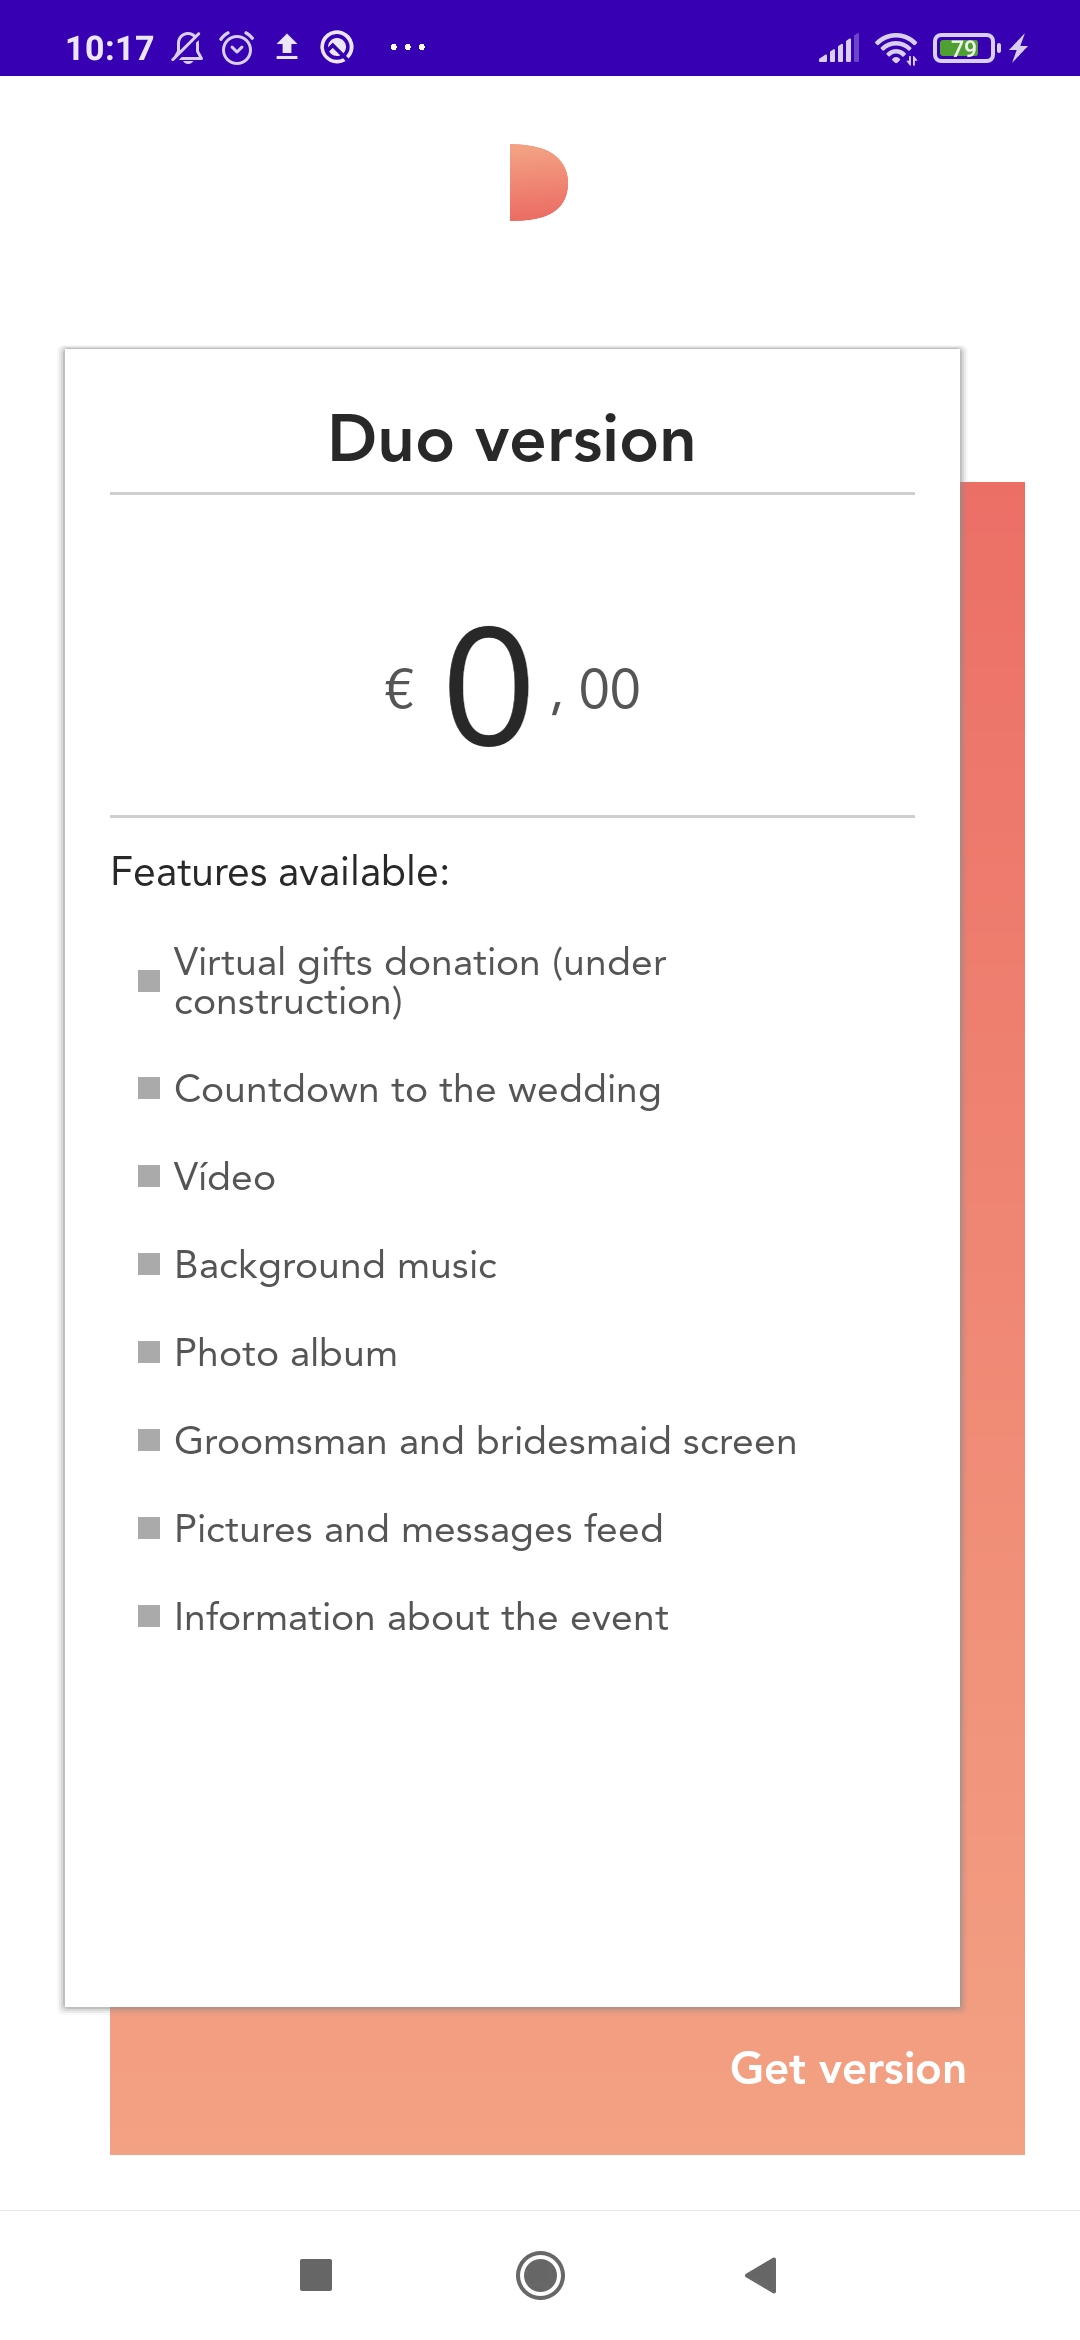 10:17
79
Duo version
€ 0 , 00
Features available:
Virtual gifts donation (under
construction)
Countdown to the wedding
Vídeo
Background music
Photo album
Groomsman and bridesmaid screen
Pictures and messages feed
Information about the event
Get version